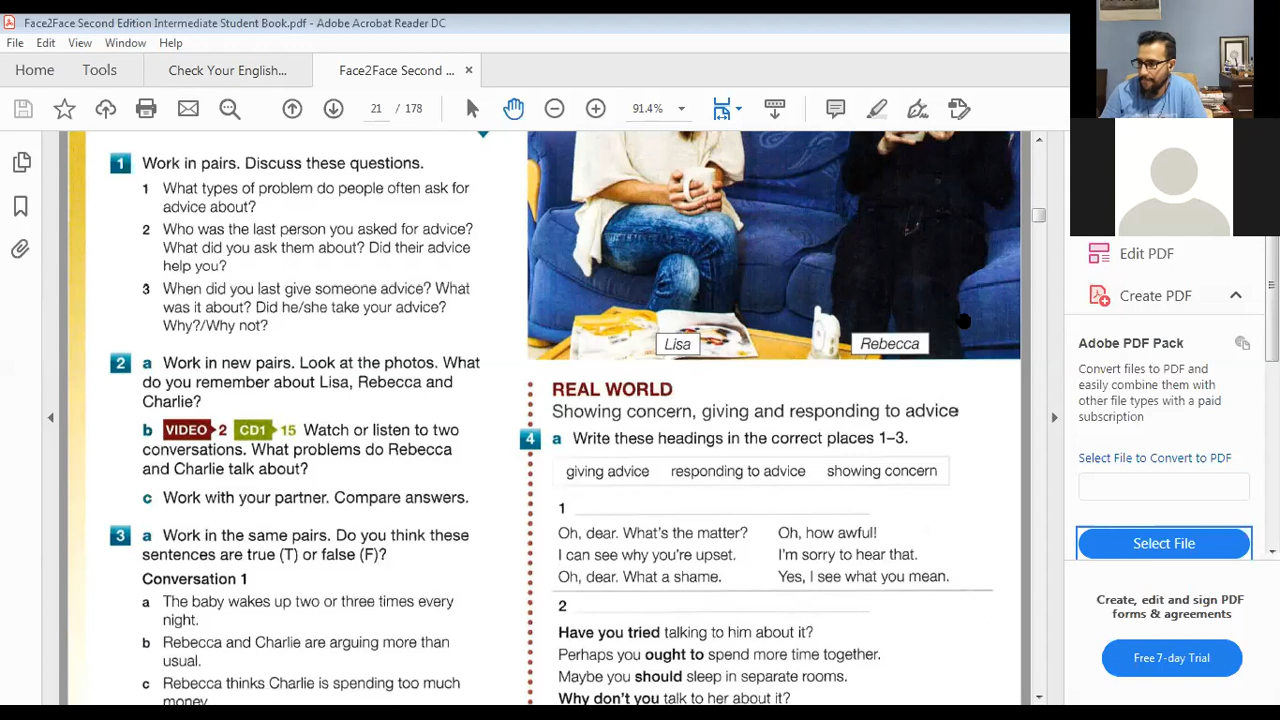 Face2Face Second Edition Intermediate Student Book.pdf - Adobe Acrobat Reader DC
File Edit View Window Help
Home Tools Check Your English... Face2Face Second ... ×
21 / 178 91.4%
1 Work in pairs. Discuss these questions.
1 What types of problem do people often ask for
advice about?
2 Who was the last person you asked for advice?
What did you ask them about? Did their advice
help you?
3 When did you last give someone advice? What
was it about? Did he/she take your advice?
Why?/Why not?
2 a Work in new pairs. Look at the photos. What
do you remember about Lisa, Rebecca and
Charlie?
b VIDEO 2 CD1 15 Watch or listen to two
conversations. What problems do Rebecca
and Charlie talk about?
c Work with your partner. Compare answers.
3 a Work in the same pairs. Do you think these
sentences are true (T) or false (F)?
Conversation 1
a The baby wakes up two or three times every
night.
b Rebecca and Charlie are arguing more than
usual.
c Rebecca thinks Charlie is spending too much
money
Lisa
Rebecca
REAL WORLD
Showing concern, giving and responding to advice
4 a Write these headings in the correct places 1–3.
giving advice responding to advice showing concern
1
Oh, dear. What's the matter? Oh, how awful!
I can see why you're upset. I'm sorry to hear that.
Oh, dear. What a shame. Yes, I see what you mean.
2
Have you tried talking to him about it?
Perhaps you ought to spend more time together.
Maybe you should sleep in separate rooms.
Why don't you talk to her about it?
Edit PDF
Create PDF
Adobe PDF Pack
Convert files to PDF and
easily combine them with
other file types with a paid
subscription
Select File to Convert to PDF
Select File
Create, edit and sign PDF
forms & agreements
Free 7-day Trial